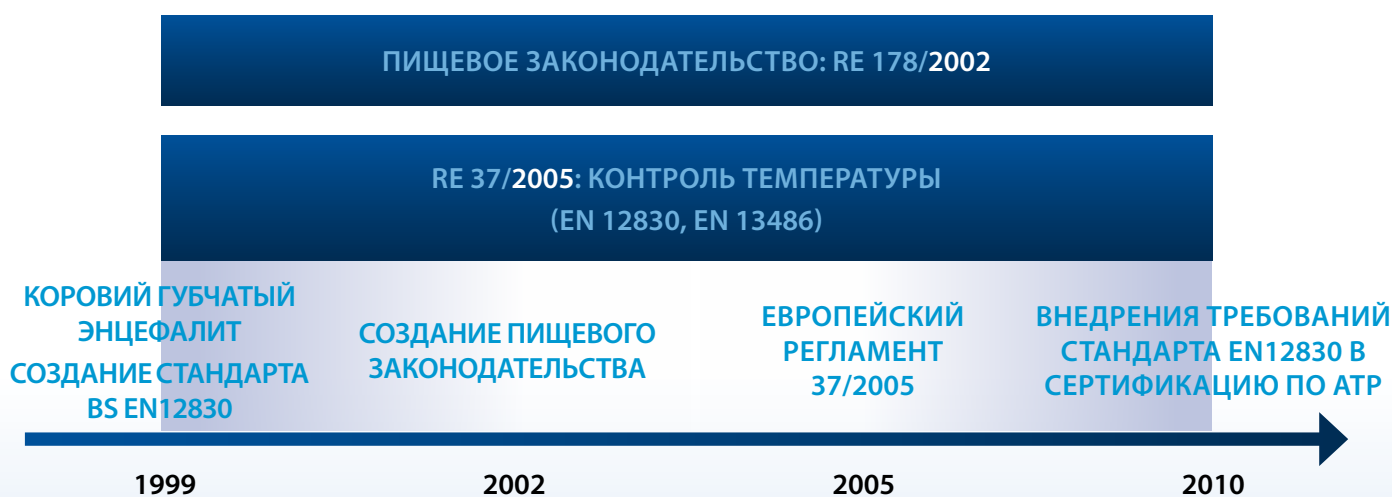 ПИЩЕВОЕ ЗАКОНОДАТЕЛЬСТВО: RE 178/2002
RE 37/2005: КОНТРОЛЬ ТЕМПЕРАТУРЫ
(EN 12830, EN 13486)
КОРОВИЙ ГУБЧАТЫЙ
ЭНЦЕФАЛИТ
СОЗДАНИЕ СТАНДАРТА
BS EN12830
СОЗДАНИЕ ПИЩЕВОГО
ЗАКОНОДАТЕЛЬСТВА
ЕВРОПЕЙСКИЙ
РЕГЛАМЕНТ
37/2005
ВНЕДРЕНИЯ ТРЕБОВАНИЙ
СТАНДАРТА EN12830 В
СЕРТИФИКАЦИЮ ПО АТР
1999
2002
2005
2010